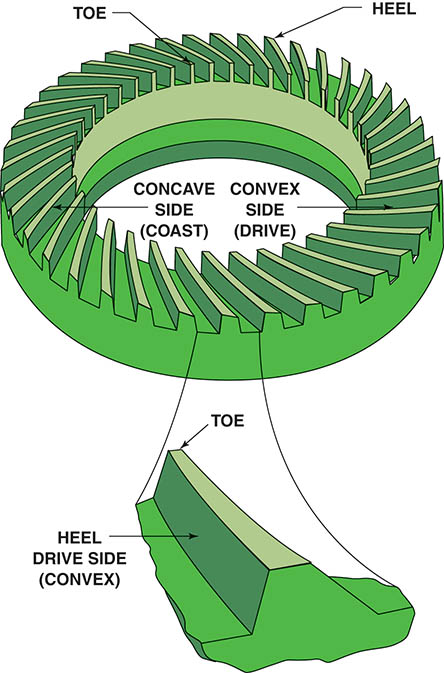 TOE
HEEL
CONCAVE
SIDE
(COAST)
CONVEX
SIDE
(DRIVE)
TOE
HEEL
DRIVE SIDE
(CONVEX)